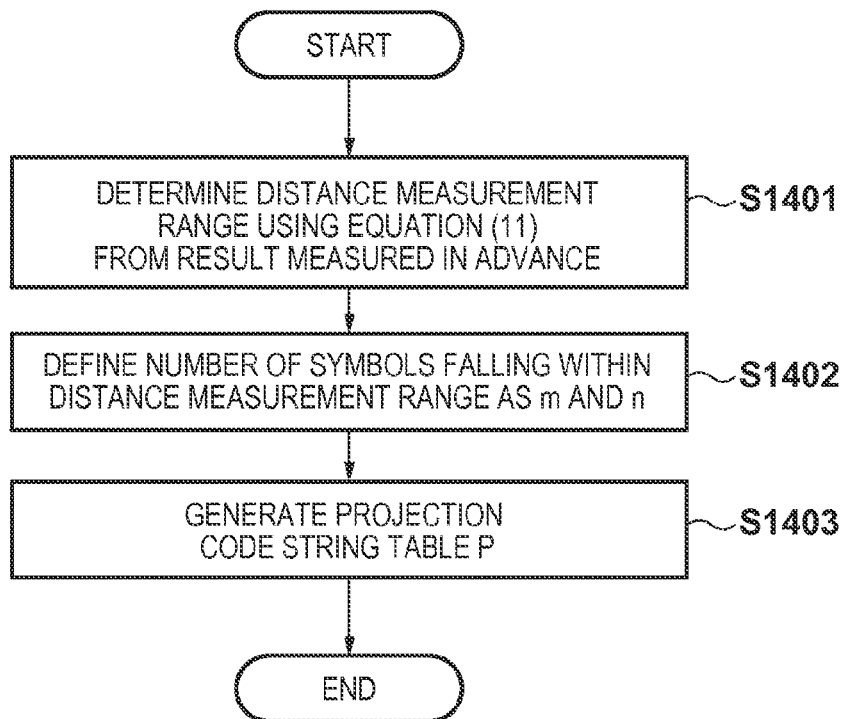 START
DETERMINE DISTANCE MEASUREMENT
RANGE USING EQUATION (11)
FROM RESULT MEASURED IN ADVANCE
S1401
DEFINE NUMBER OF SYMBOLS FALLING WITHIN
DISTANCE MEASUREMENT RANGE AS m AND n
S1402
GENERATE PROJECTION
CODE STRING TABLE P
S1403
END